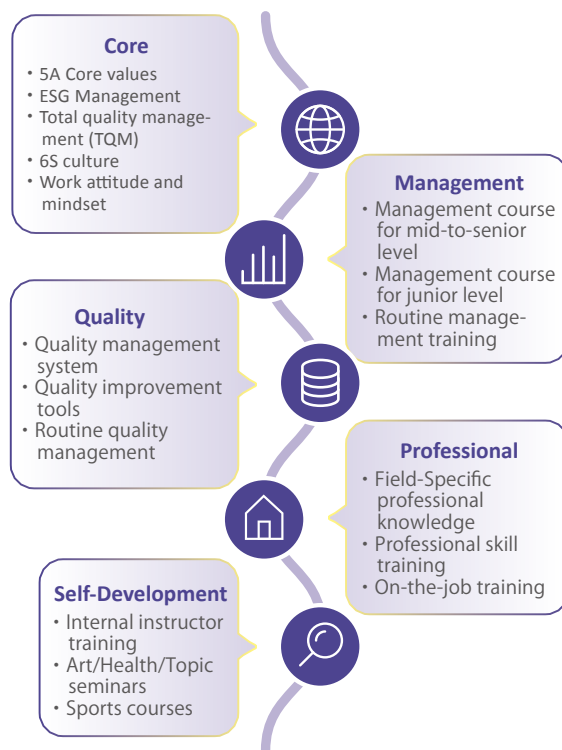 Core
• 5A Core values
• ESG Management
• Total quality manage-
ment (TQM)
• 6S culture
• Work attitude and
mindset
Management
• Management course
for mid-to-senior
level
• Management course
for junior level
• Routine manage-
ment training
Quality
• Quality management
system
• Quality improvement
tools
• Routine quality
management
Professional
• Field-Specific
professional
knowledge
• Professional skill
training
• On-the-job training
Self-Development
• Internal instructor
training
• Art/Health/Topic
seminars
• Sports courses